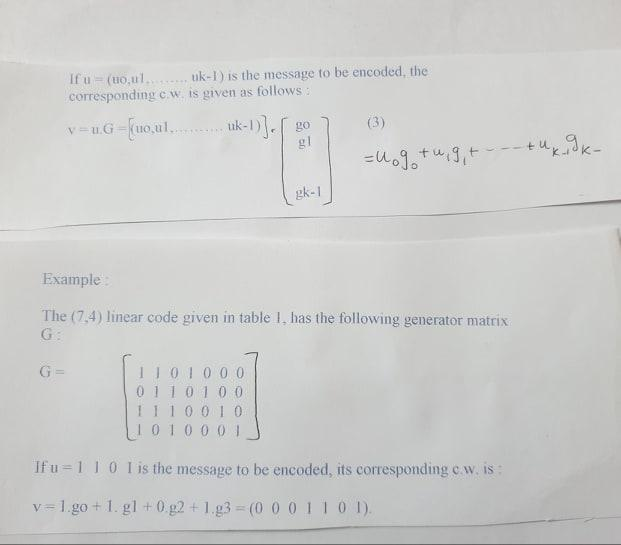 If u = (uo,u1,........ uk-1) is the message to be encoded, the
corresponding c.w. is given as follows :
v = u.G =[(uo,u1,........... uk-1)]. [ go (3)
g1
gk-1 ]
=u₀g₀+u₁g₁+----+uₖ₋₁gₖ₋
Example :
The (7,4) linear code given in table 1, has the following generator matrix
G :
G =
1 1 0 1 0 0 0
0 1 1 0 1 0 0
1 1 1 0 0 1 0
1 0 1 0 0 0 1
If u = 1 1 0 1 is the message to be encoded, its corresponding c.w. is :
v = 1.go + 1. g1 + 0.g2 + 1.g3 = (0 0 0 1 1 0 1).